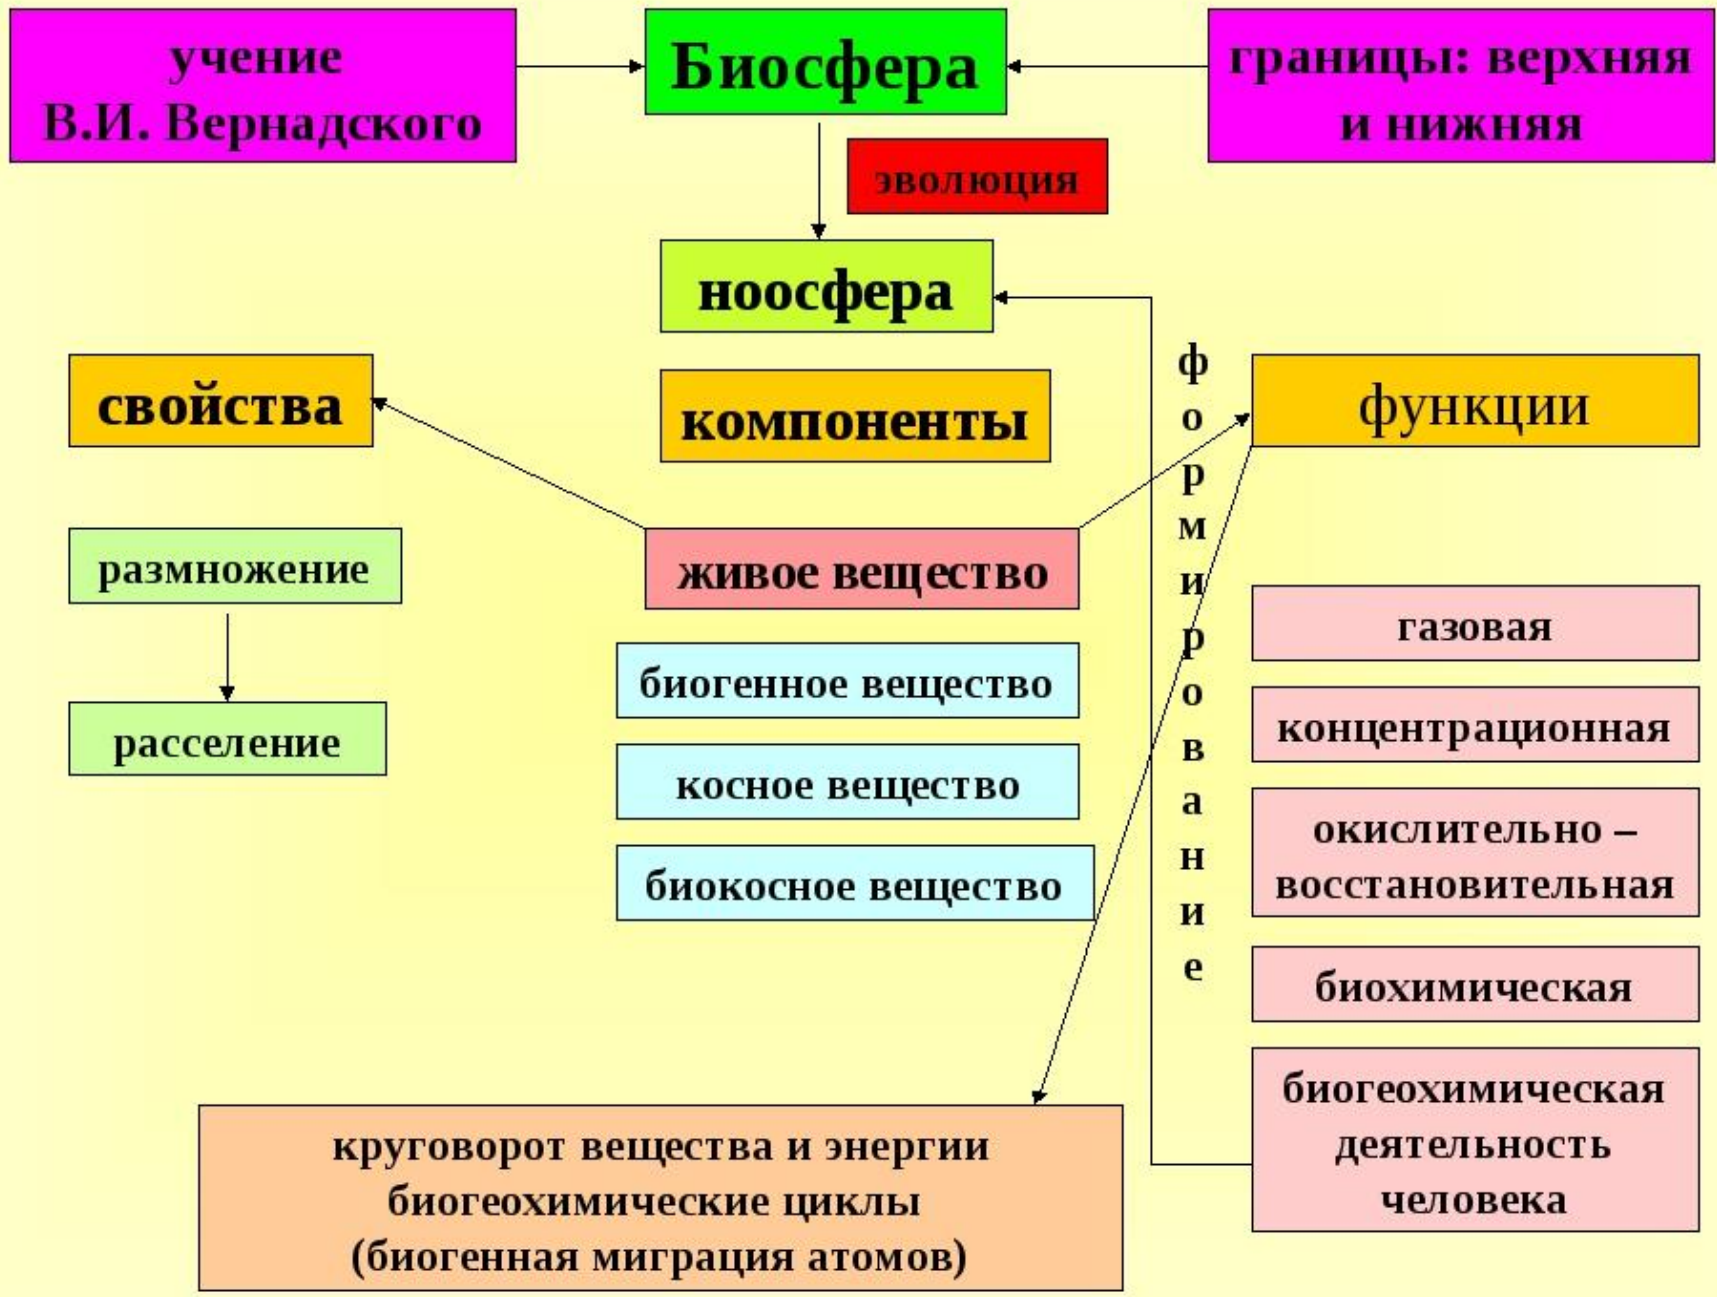 учение
В.И. Вернадского
Биосфера
границы: верхняя
и нижняя
эволюция
ноосфера
свойства
компоненты
функции
формирование
размножение
расселение
живое вещество
биогенное вещество
косное вещество
биокосное вещество
газовая
концентрационная
окислительно –
восстановительная
биохимическая
биогеохимическая
деятельность
человека
круговорот вещества и энергии
биогеохимические циклы
(биогенная миграция атомов)